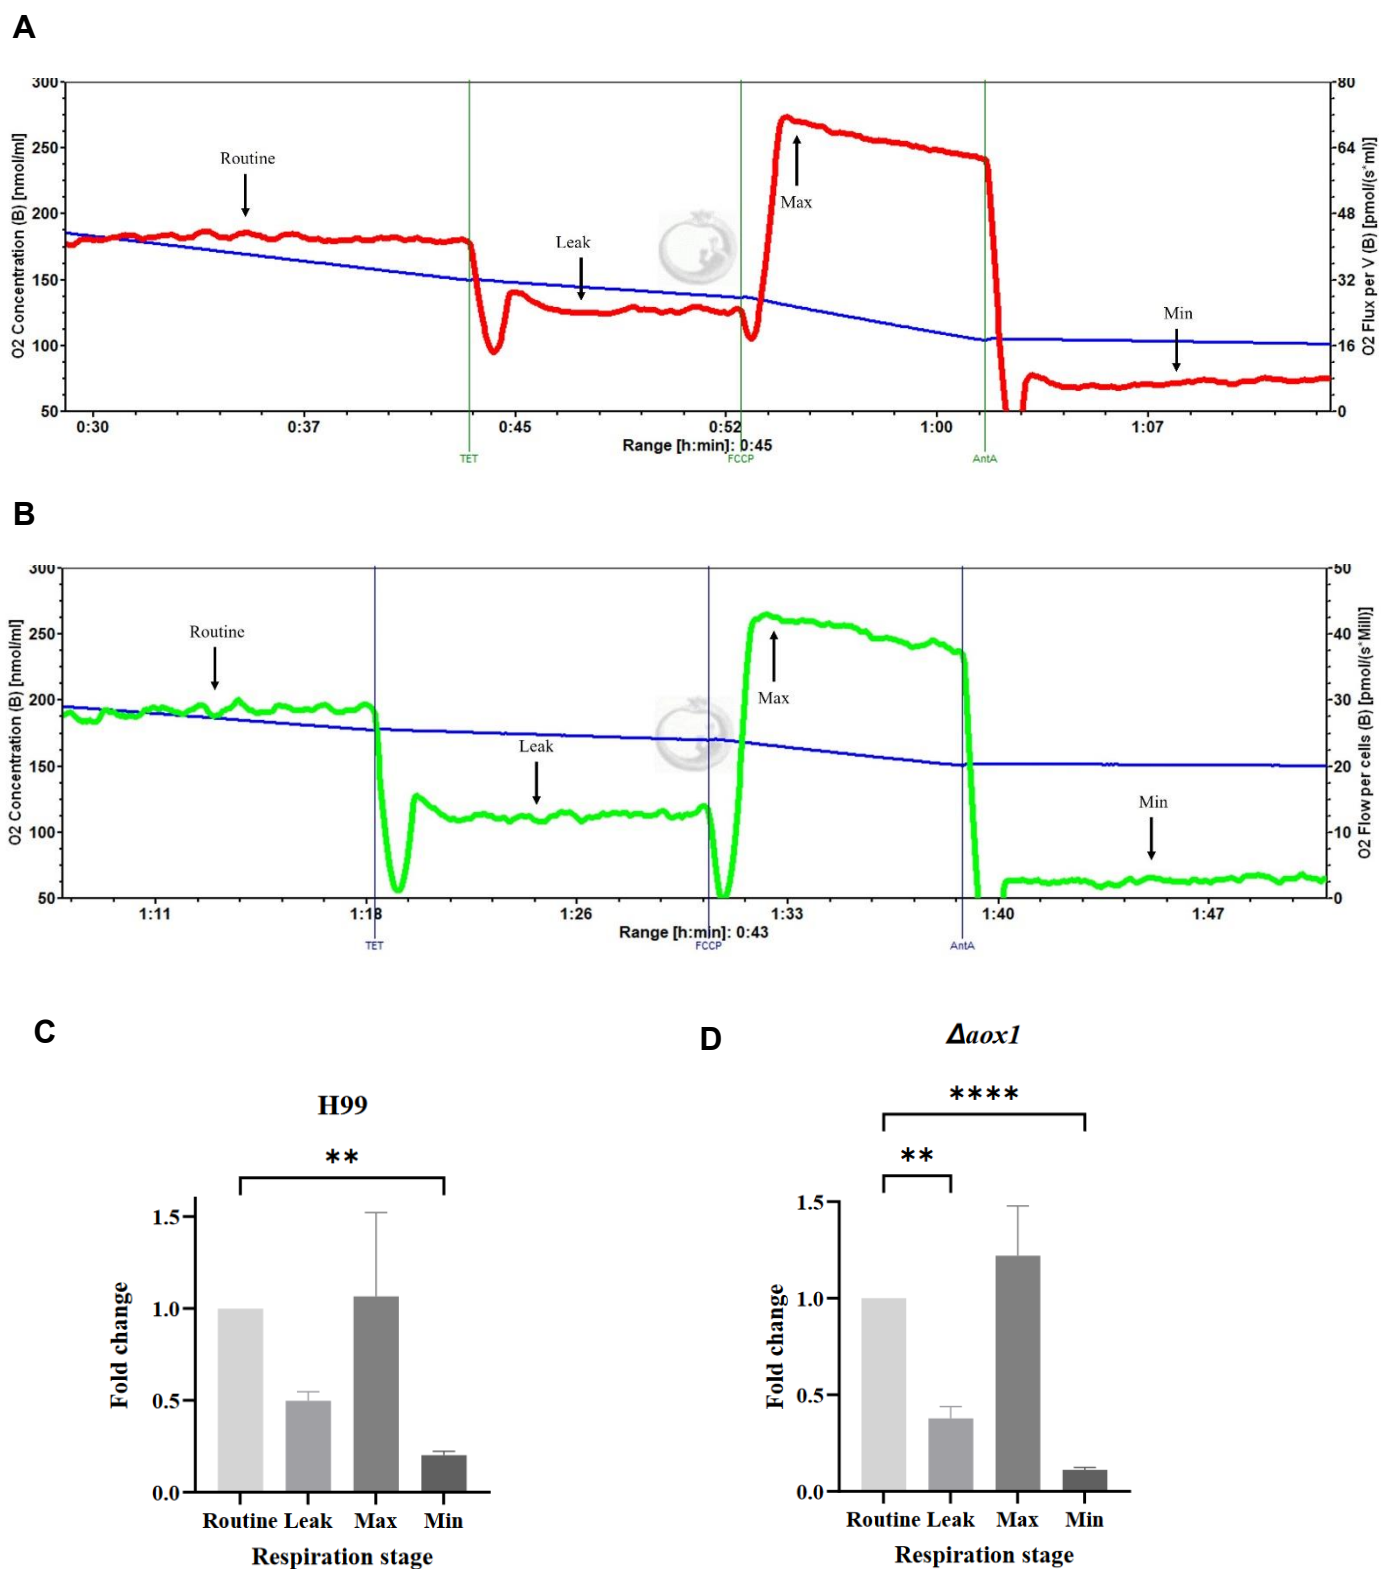 A
300
250
200
150
100
50
O2 Concentration (B) [nmol/ml]
80
64
48
32
16
0
O2 Flux per V (B) [pmol/(s*ml)]
Routine
Leak
Max
Min
0:30
0:37
0:45
0:52
1:00
1:07
Range [h:min]: 0:45
TET
FCCP
AntA
B
300
250
200
150
100
50
O2 Concentration (B) [nmol/ml]
50
40
30
20
10
0
O2 Flow per cells (B) [pmol/(s*Mill)]
Routine
Leak
Max
Min
1:11
1:18
1:26
1:33
1:40
1:47
Range [h:min]: 0:43
TET
FCCP
AntA
C
H99
**
1.5
1.0
0.5
0.0
Fold change
Routine Leak Max Min
Respiration stage
D
Δaox1
****
**
1.5
1.0
0.5
0.0
Fold change
Routine Leak Max Min
Respiration stage